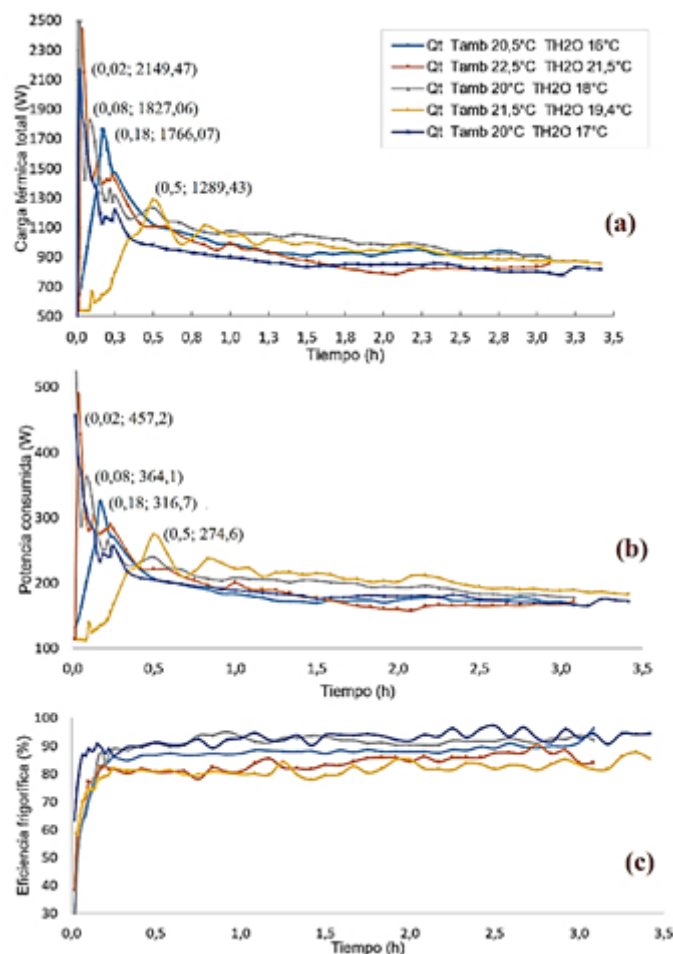 Carga térmica total (W)
2500
2300
2100
1900
1700
1500
1300
1100
900
700
500
(0,02; 2149,47)
(0,08; 1827,06)
(0,18; 1766,07)
(0,5; 1289,43)
Qt Tamb 20,5°C TH2O 16°C
Qt Tamb 22,5°C TH2O 21,5°C
Qt Tamb 20°C TH2O 18°C
Qt Tamb 21,5°C TH2O 19,4°C
Qt Tamb 20°C TH2O 17°C
(a)
0,0 0,3 0,5 0,8 1,0 1,3 1,5 1,8 2,0 2,3 2,5 2,8 3,0 3,3 3,5
Tiempo (h)
Potencia consumida (W)
500
400
300
200
100
(0,02; 457,2)
(0,08; 364,1)
(0,18; 316,7)
(0,5; 274,6)
(b)
0,0 0,5 1,0 1,5 2,0 2,5 3,0 3,5
Tiempo (h)
Eficiencia frigorífica (%)
100
90
80
70
60
50
40
30
(c)
0,0 0,5 1,0 1,5 2,0 2,5 3,0 3,5
Tiempo (h)